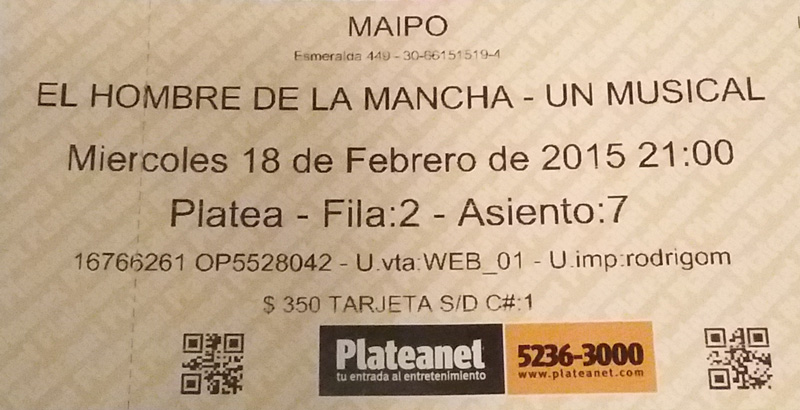 MAIPO
Esmeralda 449 - 30-66151519-4
EL HOMBRE DE LA MANCHA - UN MUSICAL
Miercoles 18 de Febrero de 2015 21:00
Platea - Fila:2 - Asiento:7
16766261 OP5528042 - U.vta:WEB_01 - U.imp:rodrigom
$ 350 TARJETA S/D C#:1
Plateanet
tu entrada al entretenimiento
5236-3000
www.plateanet.com